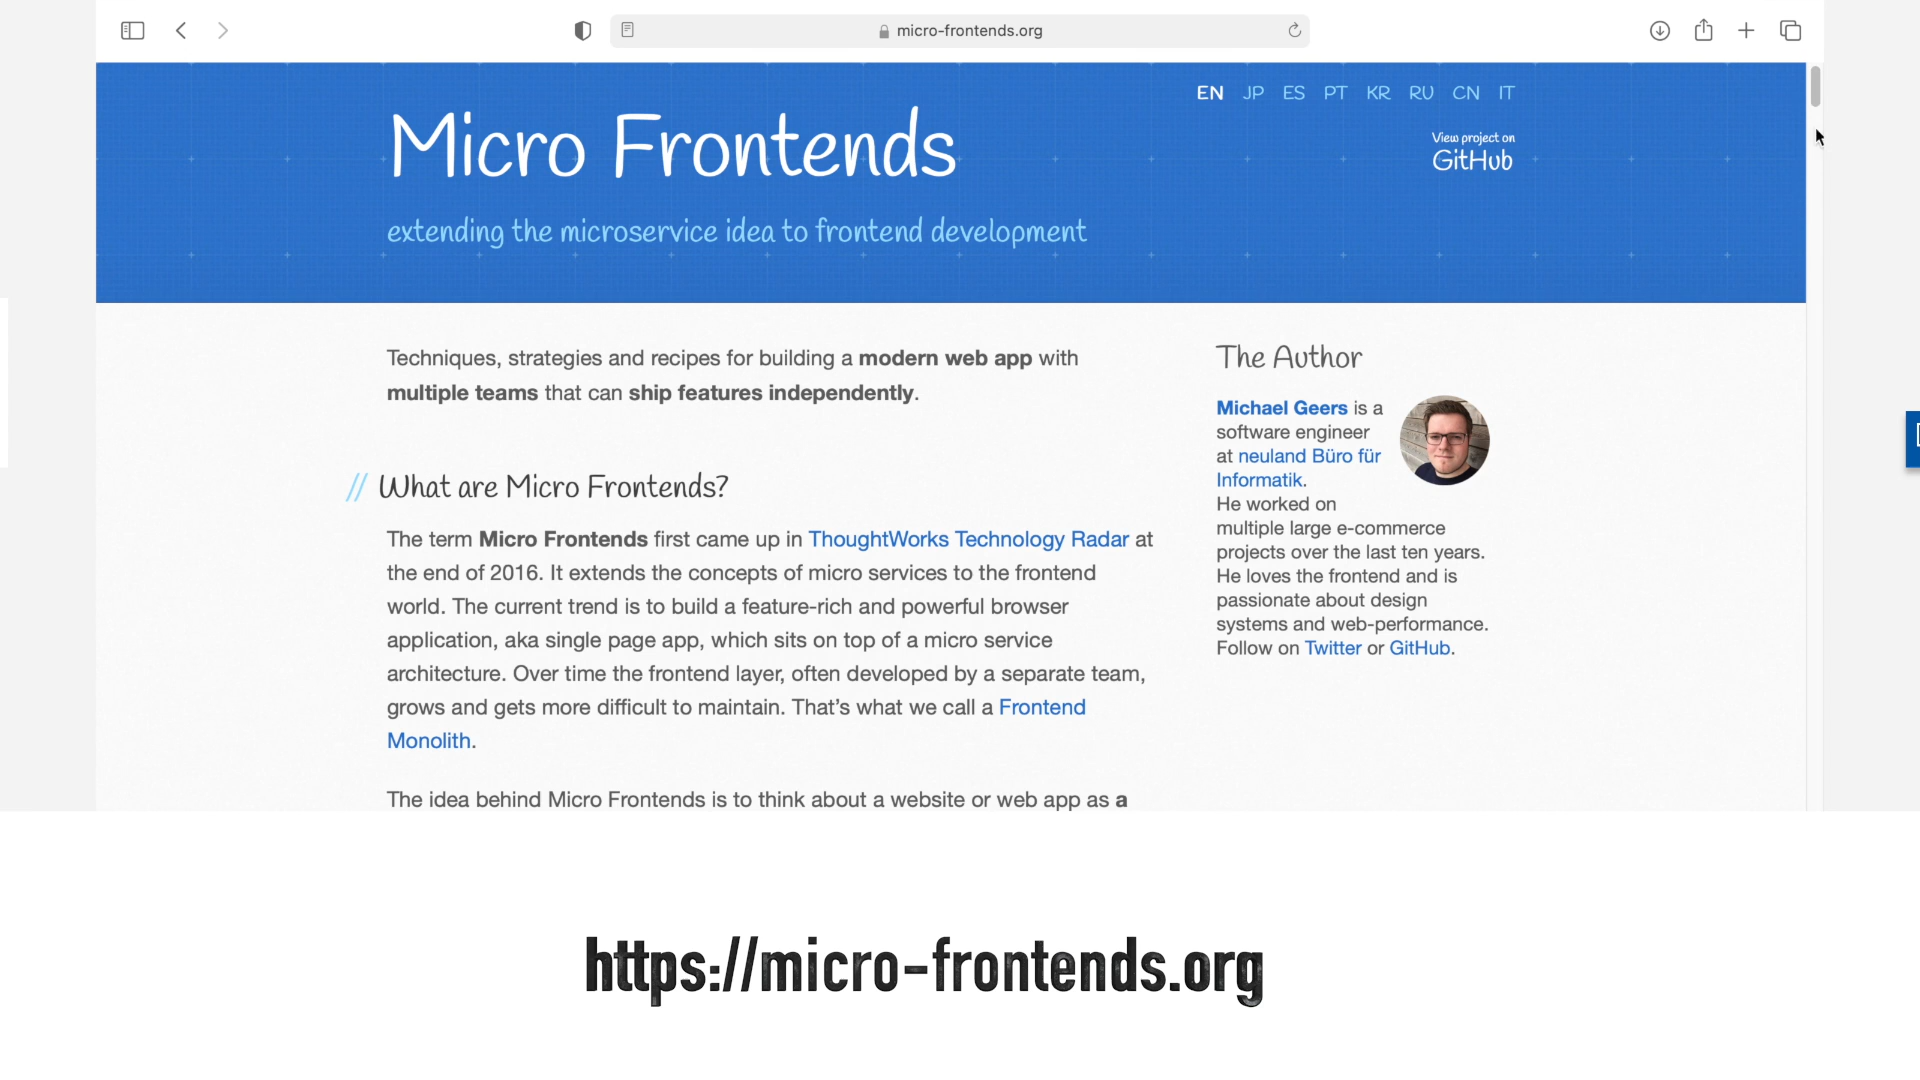 micro-frontends.org
EN JP ES PT KR RU CN IT
Micro Frontends
View project on
GitHub
extending the microservice idea to frontend development
Techniques, strategies and recipes for building a modern web app with
multiple teams that can ship features independently.
// What are Micro Frontends?
The term Micro Frontends first came up in ThoughtWorks Technology Radar at
the end of 2016. It extends the concepts of micro services to the frontend
world. The current trend is to build a feature-rich and powerful browser
application, aka single page app, which sits on top of a micro service
architecture. Over time the frontend layer, often developed by a separate team,
grows and gets more difficult to maintain. That’s what we call a Frontend
Monolith.
The idea behind Micro Frontends is to think about a website or web app as a
The Author
Michael Geers is a
software engineer
at neuland Büro für
Informatik.
He worked on
multiple large e-commerce
projects over the last ten years.
He loves the frontend and is
passionate about design
systems and web-performance.
Follow on Twitter or GitHub.
https://micro-frontends.org